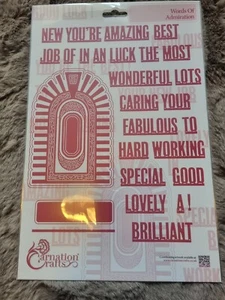 Words Of
Admiration
NEW YOU'RE AMAZING BEST
JOB OF IN AN LUCK THE MOST
WONDERFUL LOTS
CARING YOUR
FABULOUS TO
HARD WORKING
SPECIAL GOOD
LOVELY A!
BRILLIANT
Carnation
Crafts